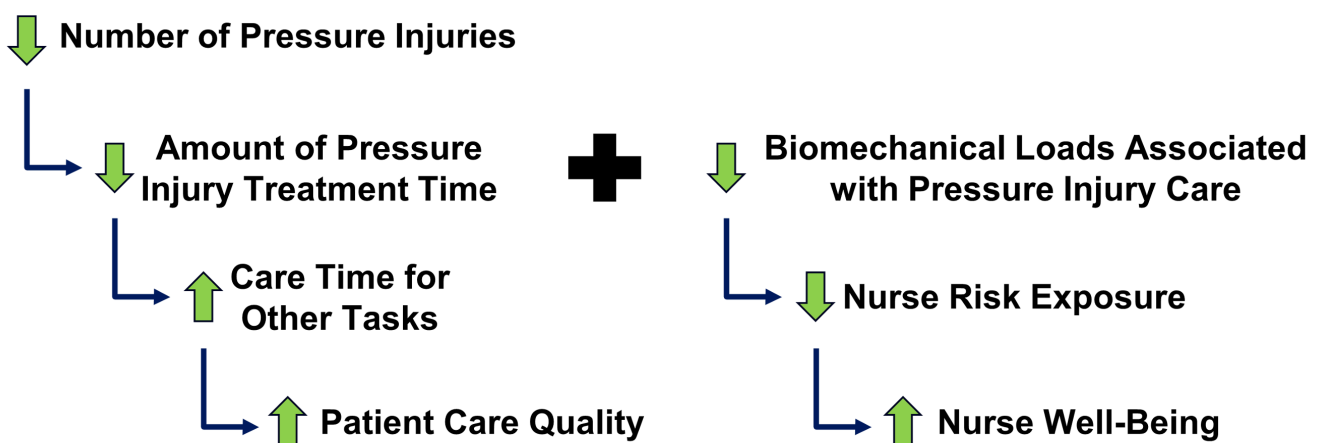 Number of Pressure Injuries
Amount of Pressure
Injury Treatment Time
Biomechanical Loads Associated
with Pressure Injury Care
Care Time for
Other Tasks
Nurse Risk Exposure
Patient Care Quality
Nurse Well-Being